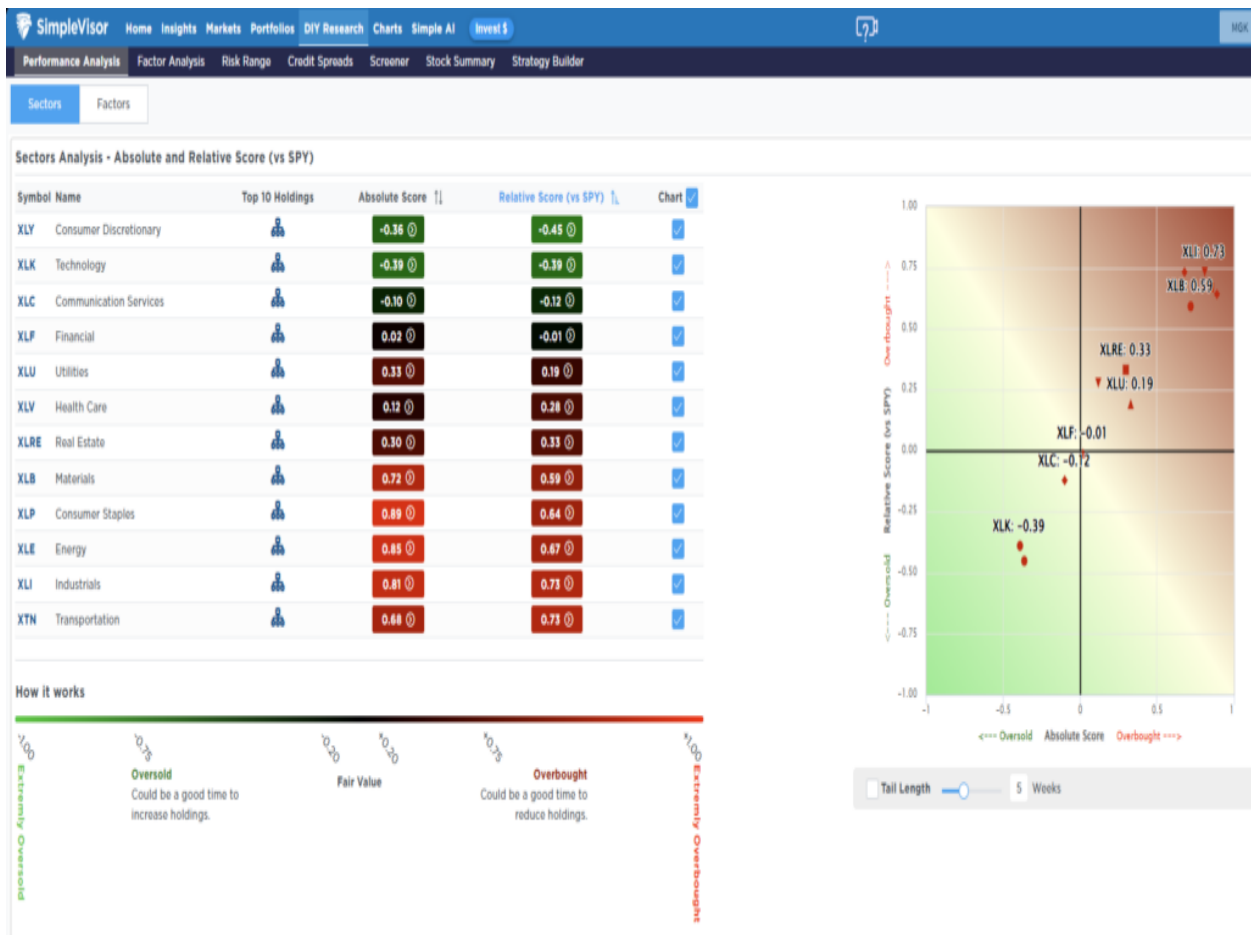 SimpleVisor Home Insights Markets Portfolios DIY Research Charts Simple AI Invest $ MGK
Performance Analysis Factor Analysis Risk Range Credit Spreads Screener Stock Summary Strategy Builder
Sectors Factors
Sectors Analysis - Absolute and Relative Score (vs SPY)
Symbol Name Top 10 Holdings Absolute Score Relative Score (vs SPY) Chart
XLY Consumer Discretionary -0.36 -0.45
XLK Technology -0.39 -0.39
XLC Communication Services -0.10 -0.12
XLF Financial 0.02 -0.01
XLU Utilities 0.33 0.19
XLV Health Care 0.12 0.28
XLRE Real Estate 0.30 0.33
XLB Materials 0.72 0.59
XLP Consumer Staples 0.89 0.64
XLE Energy 0.85 0.67
XLI Industrials 0.81 0.73
XTN Transportation 0.68 0.73
How it works
-1.00 -0.75 -0.20 +0.20 +0.75 +1.00
Extremly Oversold
Oversold
Could be a good time to
increase holdings.
Fair Value
Overbought
Could be a good time to
reduce holdings.
Extremly Overbought
1.00
0.75
0.50
0.25
0.00
-0.25
-0.50
-0.75
-1.00
<--- Oversold Relative Score (vs SPY) Overbought --->
XLI: 0.73
XLB: 0.59
XLRE: 0.33
XLU: 0.19
XLF: -0.01
XLC: -0.12
XLK: -0.39
-1 -0.5 0 0.5 1
<--- Oversold Absolute Score Overbought --->
Tail Length 5 Weeks